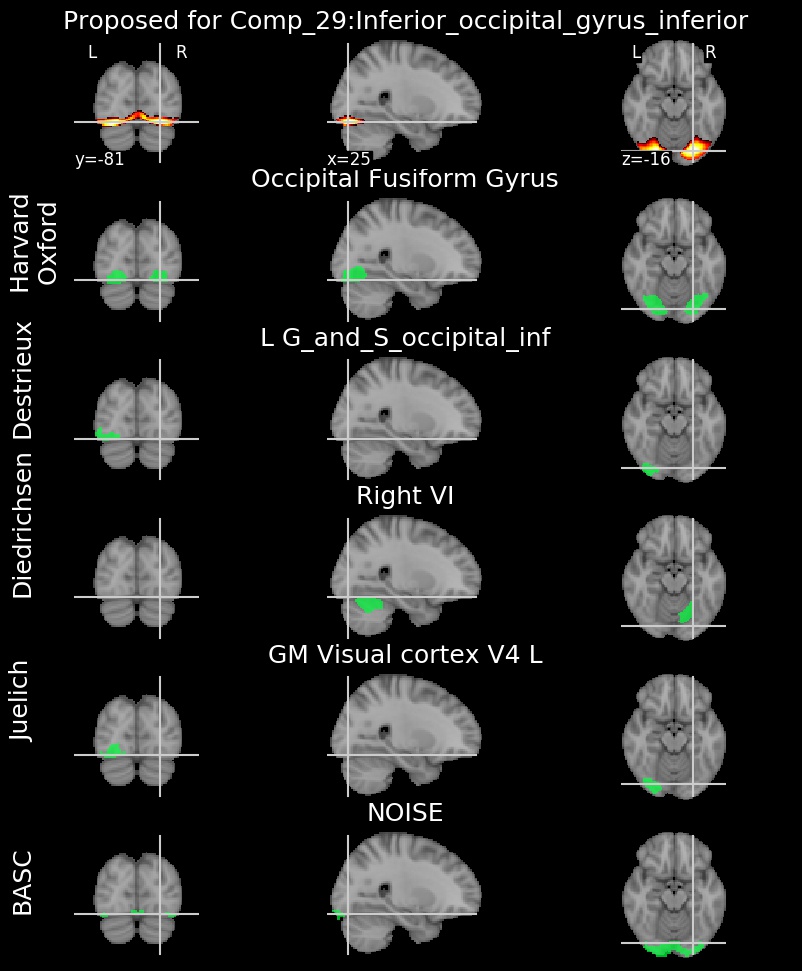 Proposed for Comp_29:Inferior_occipital_gyrus_inferior
L R
L R
y=-81
x=25
z=-16
Occipital Fusiform Gyrus
Harvard
Oxford
L G_and_S_occipital_inf
Destrieux
Right VI
Diedrichsen
GM Visual cortex V4 L
Juelich
NOISE
BASC